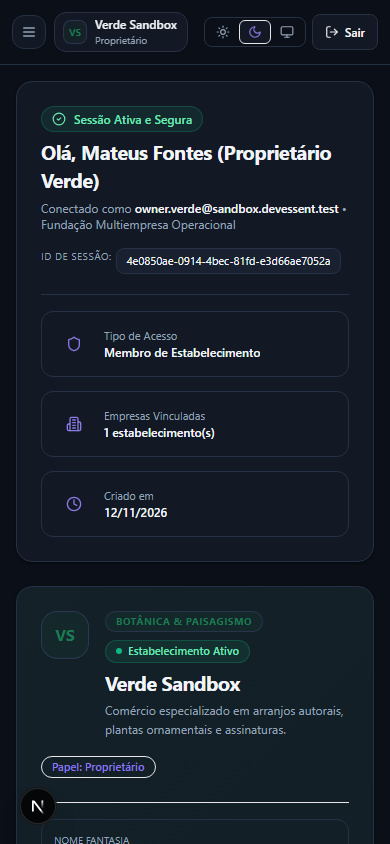 VS
Verde Sandbox
Proprietário
Sair
Sessão Ativa e Segura
Olá, Mateus Fontes (Proprietário
Verde)
Conectado como owner.verde@sandbox.devessent.test •
Fundação Multiempresa Operacional
ID DE SESSÃO: 4e0850ae-0914-4bec-81fd-e3d66ae7052a
Tipo de Acesso
Membro de Estabelecimento
Empresas Vinculadas
1 estabelecimento(s)
Criado em
12/11/2026
VS
BOTÂNICA & PAISAGISMO
Estabelecimento Ativo
Verde Sandbox
Comércio especializado em arranjos autorais,
plantas ornamentais e assinaturas.
Papel: Proprietário
N
NOME FANTASIA